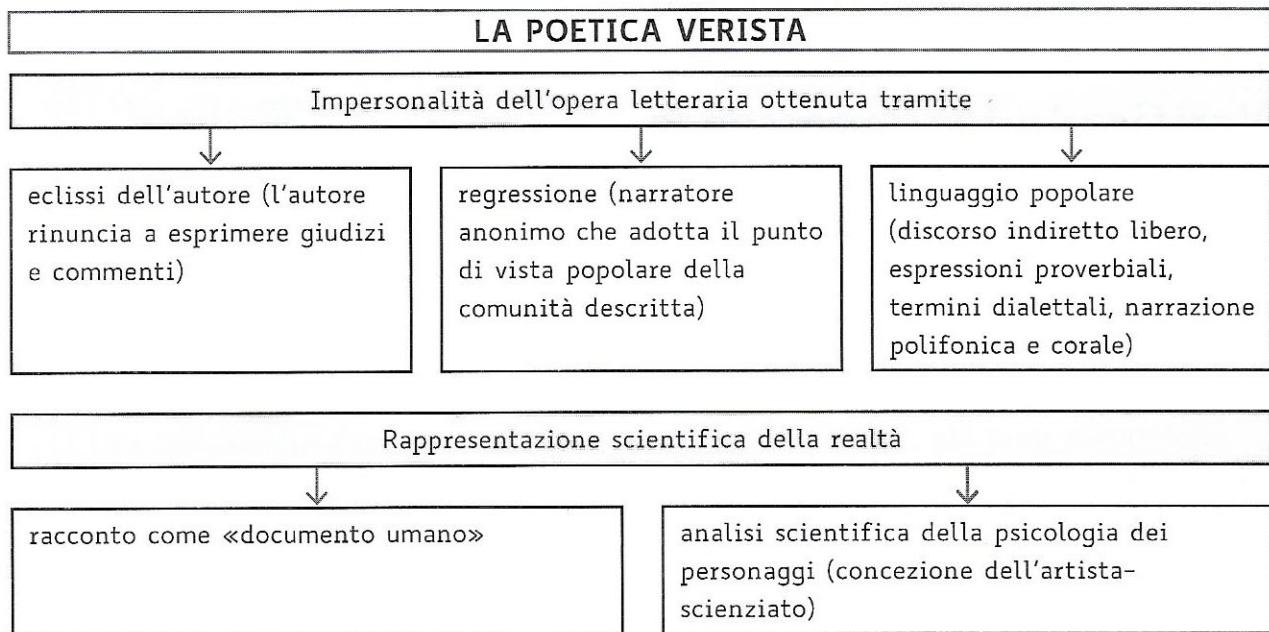 LA POETICA VERISTA
Impersonalità dell'opera letteraria ottenuta tramite
eclissi dell'autore (l'autore
rinuncia a esprimere giudizi
e commenti)
regressione (narratore
anonimo che adotta il punto
di vista popolare della
comunità descritta)
linguaggio popolare
(discorso indiretto libero,
espressioni proverbiali,
termini dialettali, narrazione
polifonica e corale)
Rappresentazione scientifica della realtà
racconto come «documento umano»
analisi scientifica della psicologia dei
personaggi (concezione dell'artista-
scienziato)